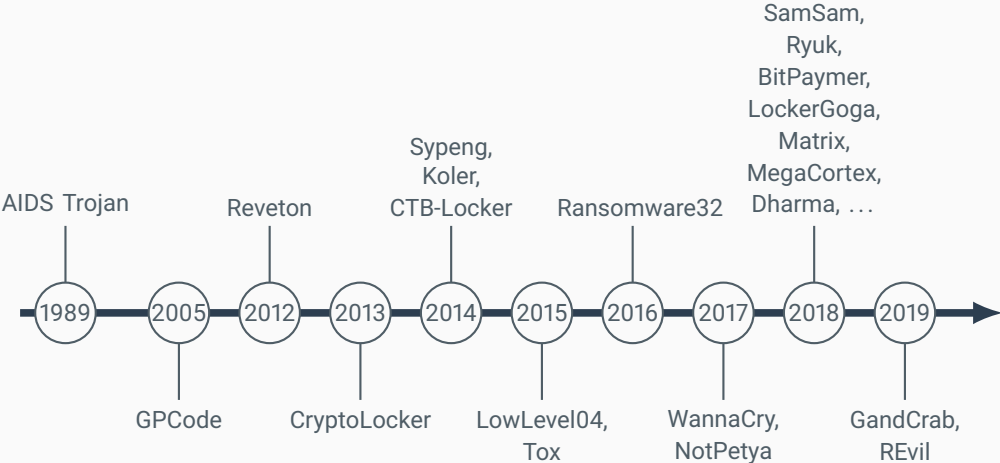 SamSam,
Ryuk,
BitPaymer,
LockerGoga,
Matrix,
MegaCortex,
Dharma, ...
Sypeng,
Koler,
CTB-Locker
AIDS Trojan
Reveton
Ransomware32
1989
2005
2012
2013
2014
2015
2016
2017
2018
2019
GPCode
CryptoLocker
LowLevel04,
Tox
WannaCry,
NotPetya
GandCrab,
REvil